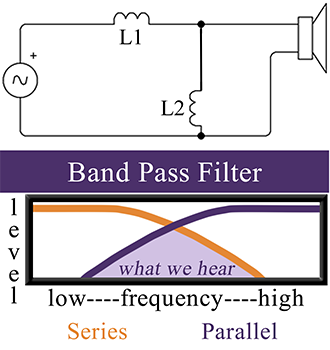 L1
+
L2
Band Pass Filter
level
what we hear
low----frequency----high
Series Parallel